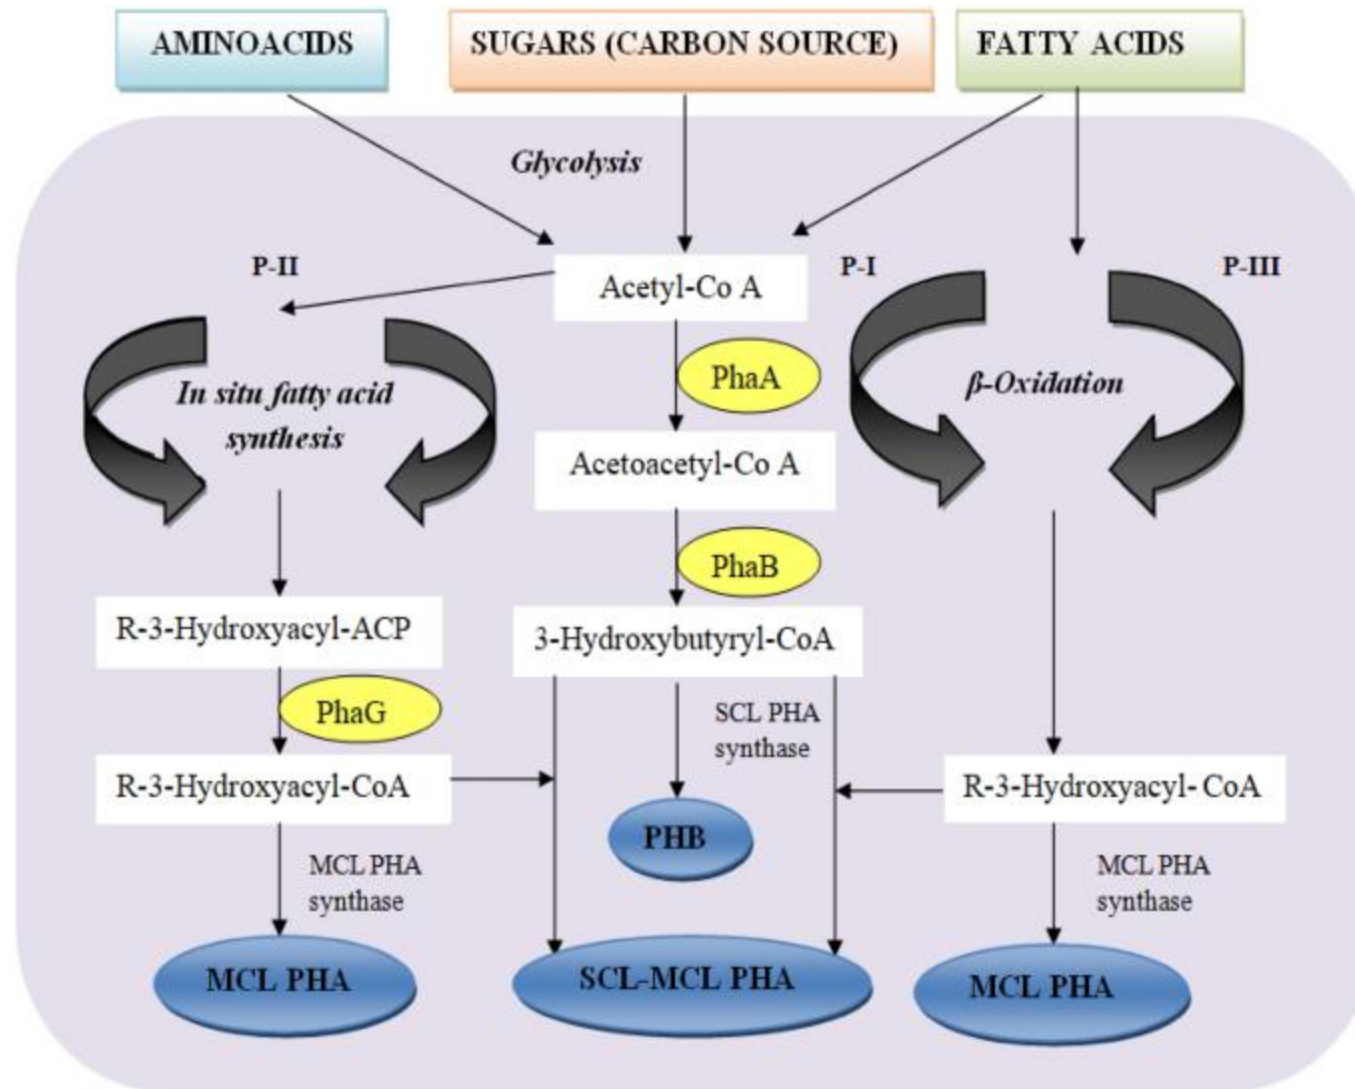 AMINOACIDS
SUGARS (CARBON SOURCE)
FATTY ACIDS
Glycolysis
P-II
Acetyl-Co A
P-I
P-III
PhaA
In situ fatty acid
synthesis
β-Oxidation
Acetoacetyl-Co A
PhaB
R-3-Hydroxyacyl-ACP
3-Hydroxybutyryl-CoA
PhaG
SCL PHA
synthase
R-3-Hydroxyacyl-CoA
R-3-Hydroxyacyl- CoA
PHB
MCL PHA
synthase
MCL PHA
synthase
MCL PHA
SCL-MCL PHA
MCL PHA